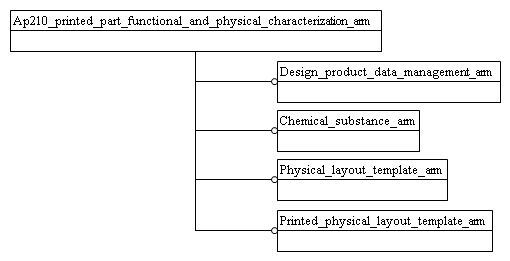 Ap210_printed_part_functional_and_physical_characterization_arm
Design_product_data_management_arm
Chemical_substance_arm
Physical_layout_template_arm
Printed_physical_layout_template_arm